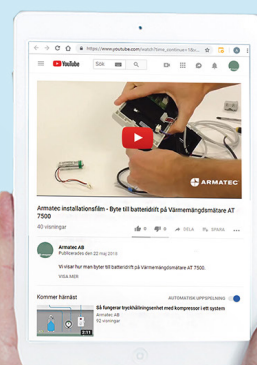 https://www.youtube.com/watch?time_continue=1&v...
YouTube
Sök
ARMATEC
Armatec installationsfilm - Byte till batteridrift på Värmemängdsmätare AT
7500
40 visningar
0
0
DELA
SPARA
Armatec AB
Publicerades den 22 maj 2019
Vi visar hur man byter till batteridrift på Värmemängdsmätare AT 7500.
VISA MER
Kommer härnäst
AUTOMATISK UPPSPELNING
Så fungerar tryckhållningsenhet med kompressor i ett system
Armatec AB
92 visningar
2:11